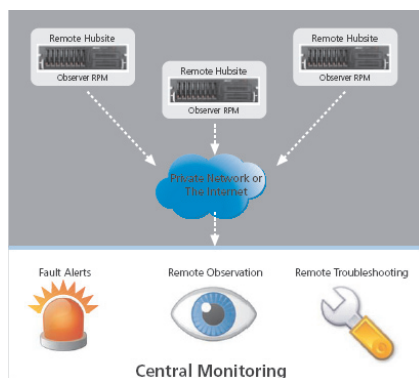 Remote Hubsite
Observer RPM
Remote Hubsite
Observer RPM
Remote Hubsite
Observer RPM
Private Network or
The Internet
Fault Alerts
Remote Observation
Remote Troubleshooting
Central Monitoring